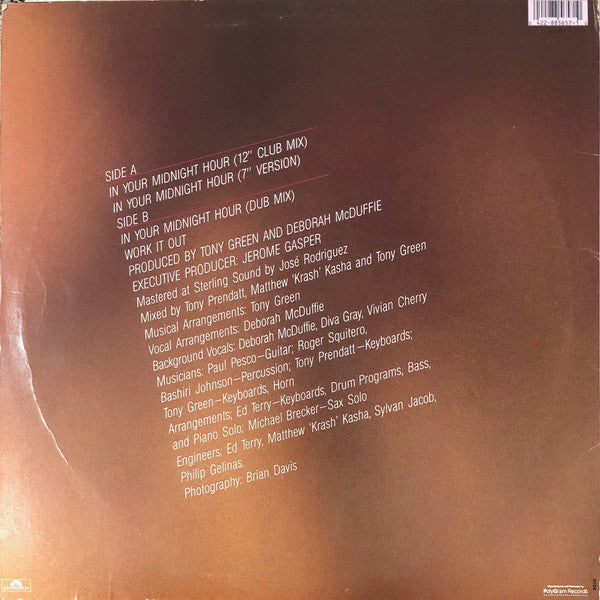 0 422-885657-1 0
SIDE A
IN YOUR MIDNIGHT HOUR (12" CLUB MIX)
IN YOUR MIDNIGHT HOUR (7" VERSION)
SIDE B
IN YOUR MIDNIGHT HOUR (DUB MIX)
WORK IT OUT
PRODUCED BY TONY GREEN AND DEBORAH McDUFFIE
EXECUTIVE PRODUCER: JEROME GASPER
Mastered at Sterling Sound by José Rodriguez
Mixed by Tony Prendatt, Matthew 'Krash' Kasha and Tony Green
Musical Arrangements: Tony Green
Vocal Arrangements: Deborah McDuffie
Background Vocals: Deborah McDuffie, Diva Gray, Vivian Cherry
Musicians: Paul Pesco—Guitar; Roger Squitero,
Bashiri Johnson—Percussion; Tony Prendatt—Keyboards;
Tony Green—Keyboards, Horn
Arrangements; Ed Terry—Keyboards, Drum Programs, Bass,
and Piano Solo; Michael Brecker—Sax Solo
Engineers: Ed Terry, Matthew 'Krash' Kasha, Sylvan Jacob,
Philip Gelinas.
Photography: Brian Davis
PolyGram Records